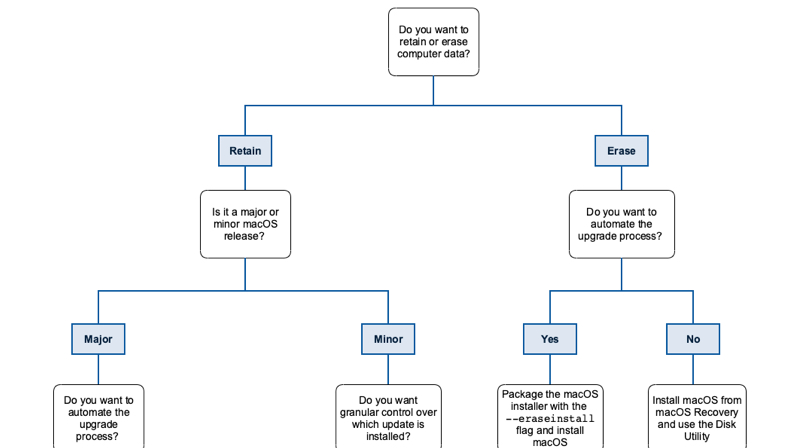 Do you want to
retain or erase
computer data?
Retain
Erase
Is it a major or
minor macOS
release?
Do you want to
automate the
upgrade process?
Major
Minor
Yes
No
Do you want to
automate the
upgrade
process?
Do you want
granular control over
which update is
installed?
Package the macOS
installer with the
--eraseinstall
flag and install
macOS
Install macOS from
macOS Recovery
and use the Disk
Utility